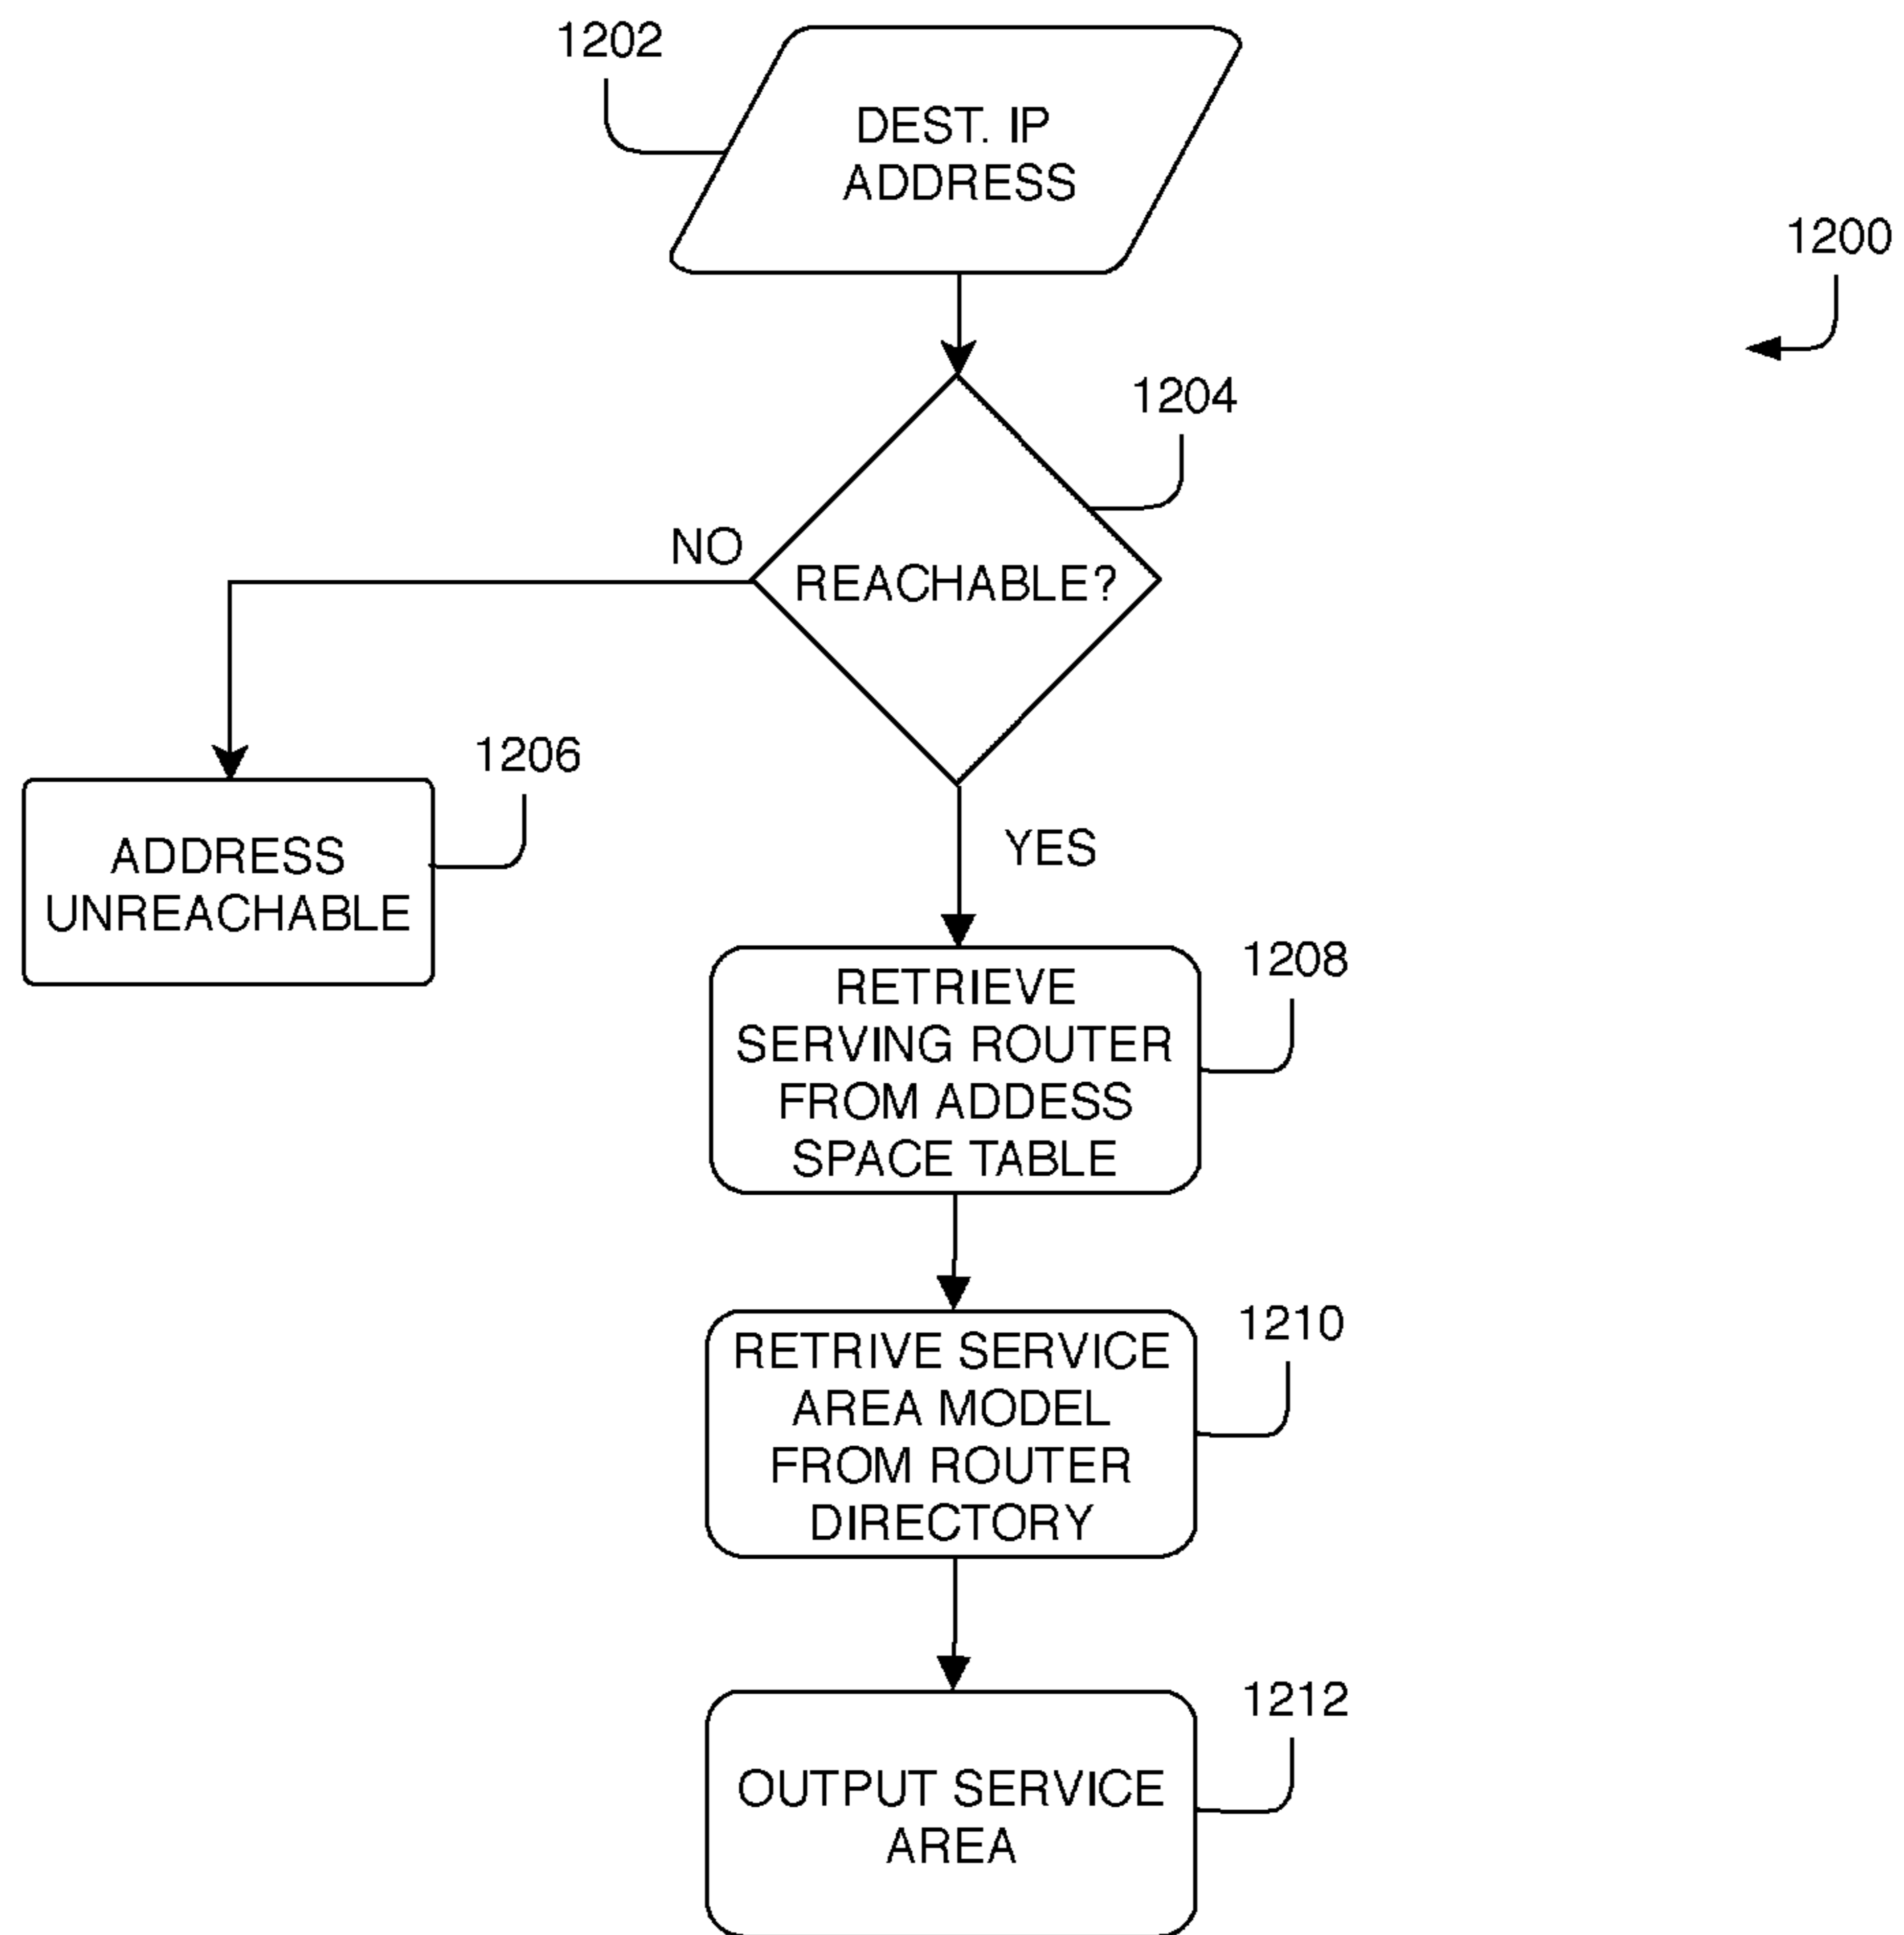 1202
DEST. IP
ADDRESS
1200
1204
NO
REACHABLE?
1206
YES
ADDRESS
UNREACHABLE
1208
RETRIEVE
SERVING ROUTER
FROM ADDESS
SPACE TABLE
1210
RETRIVE SERVICE
AREA MODEL
FROM ROUTER
DIRECTORY
1212
OUTPUT SERVICE
AREA